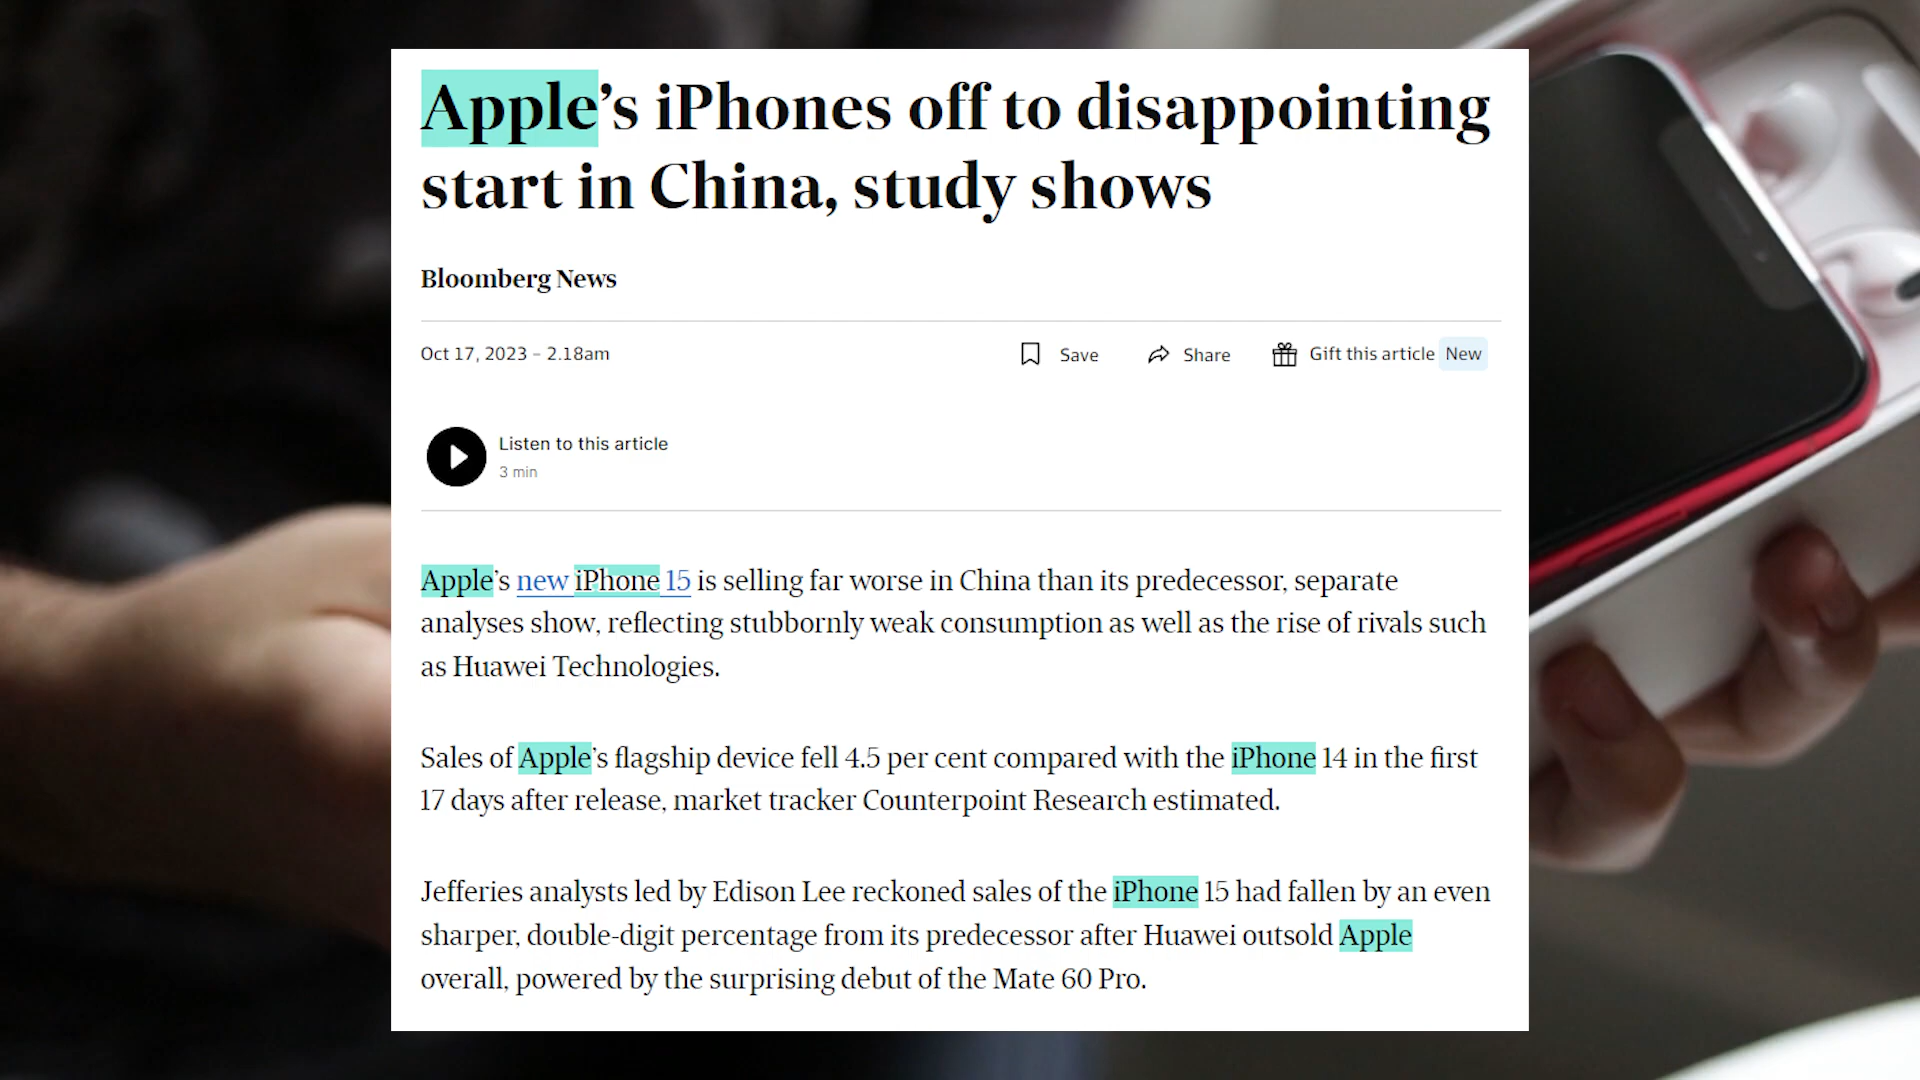 Apple’s iPhones off to disappointing
start in China, study shows
Bloomberg News
Oct 17, 2023 – 2.18am
Save
Share
Gift this article New
Listen to this article
3 min
Apple’s new iPhone 15 is selling far worse in China than its predecessor, separate
analyses show, reflecting stubbornly weak consumption as well as the rise of rivals such
as Huawei Technologies.
Sales of Apple’s flagship device fell 4.5 per cent compared with the iPhone 14 in the first
17 days after release, market tracker Counterpoint Research estimated.
Jefferies analysts led by Edison Lee reckoned sales of the iPhone 15 had fallen by an even
sharper, double-digit percentage from its predecessor after Huawei outsold Apple
overall, powered by the surprising debut of the Mate 60 Pro.